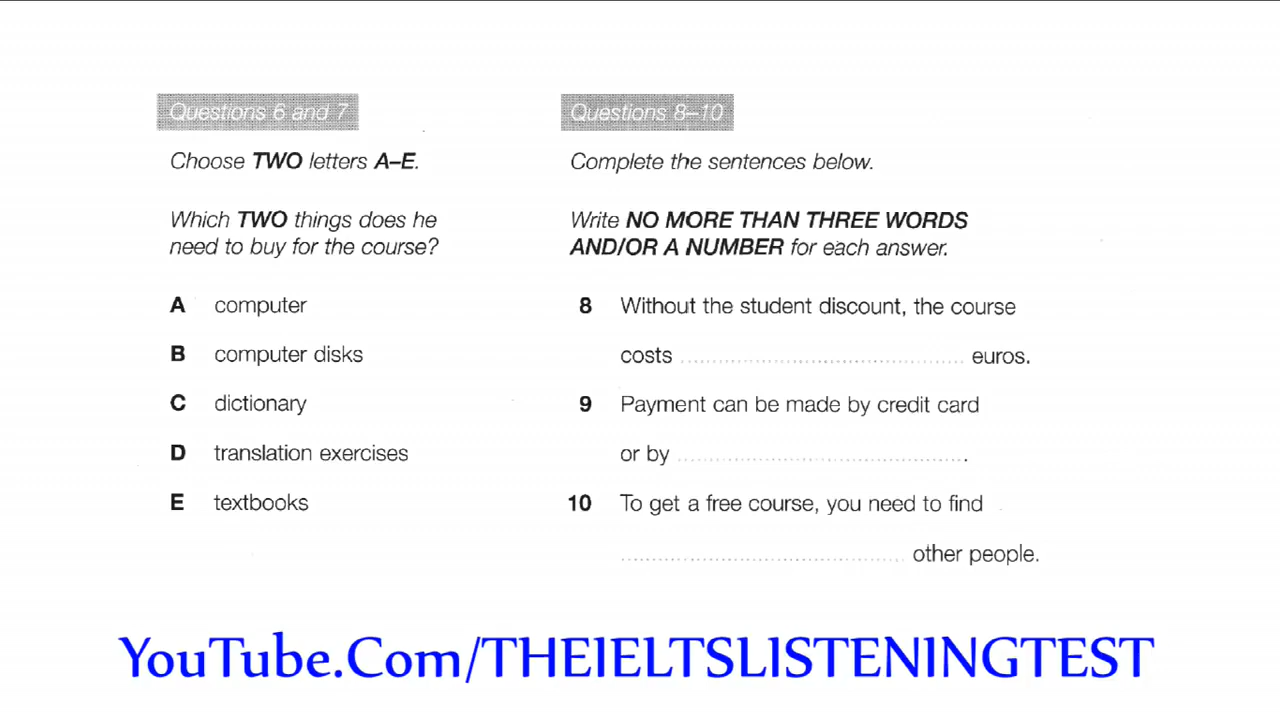 Questions 6 and 7
Choose TWO letters A–E.
Which TWO things does he
need to buy for the course?
A computer
B computer disks
C dictionary
D translation exercises
E textbooks
Questions 8–10
Complete the sentences below.
Write NO MORE THAN THREE WORDS
AND/OR A NUMBER for each answer.
8 Without the student discount, the course
costs ........................................ euros.
9 Payment can be made by credit card
or by ........................................ .
10 To get a free course, you need to find
........................................ other people.
YouTube.Com/THEIELTSLISTENINGTEST